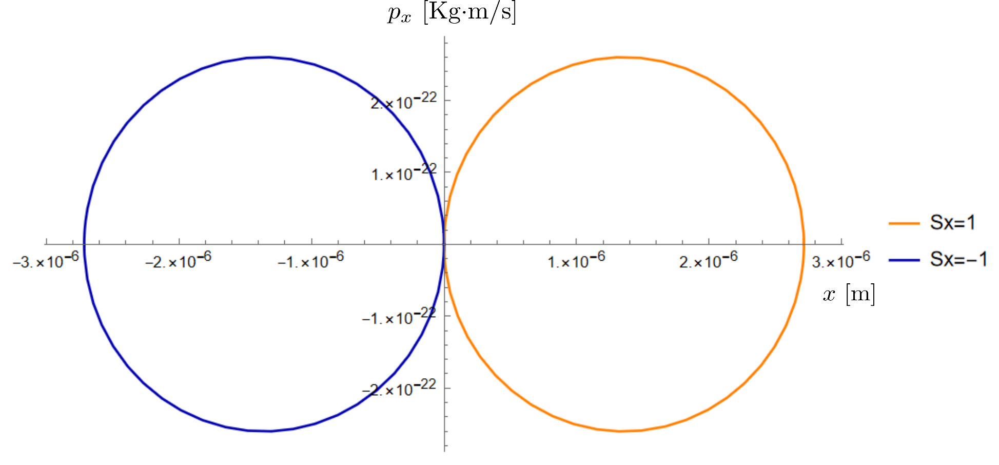 pₓ [Kg·m/s]
2.×10⁻²²
1.×10⁻²²
Sx=1
−3.×10⁻⁶ −2.×10⁻⁶ −1.×10⁻⁶ 1.×10⁻⁶ 2.×10⁻⁶ 3.×10⁻⁶
Sx=−1
x [m]
−1.×10⁻²²
−2.×10⁻²²